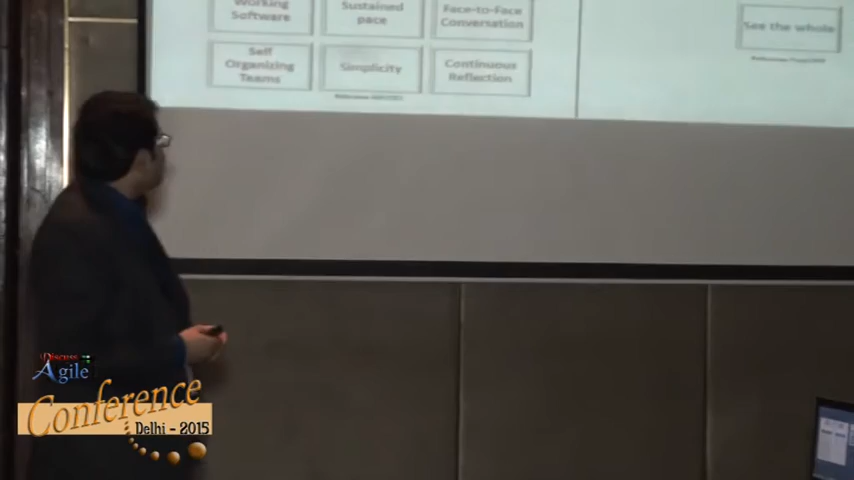 Working
Software
Sustained
pace
Face-to-Face
Conversation
See the whole
Self
Organizing
Teams
Simplicity
Continuous
Reflection
Discuss
Agile
Conference
Delhi - 2015